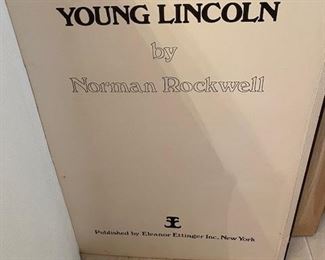 YOUNG LINCOLN
by
Norman Rockwell
Published by Eleanor Ettinger Inc., New York